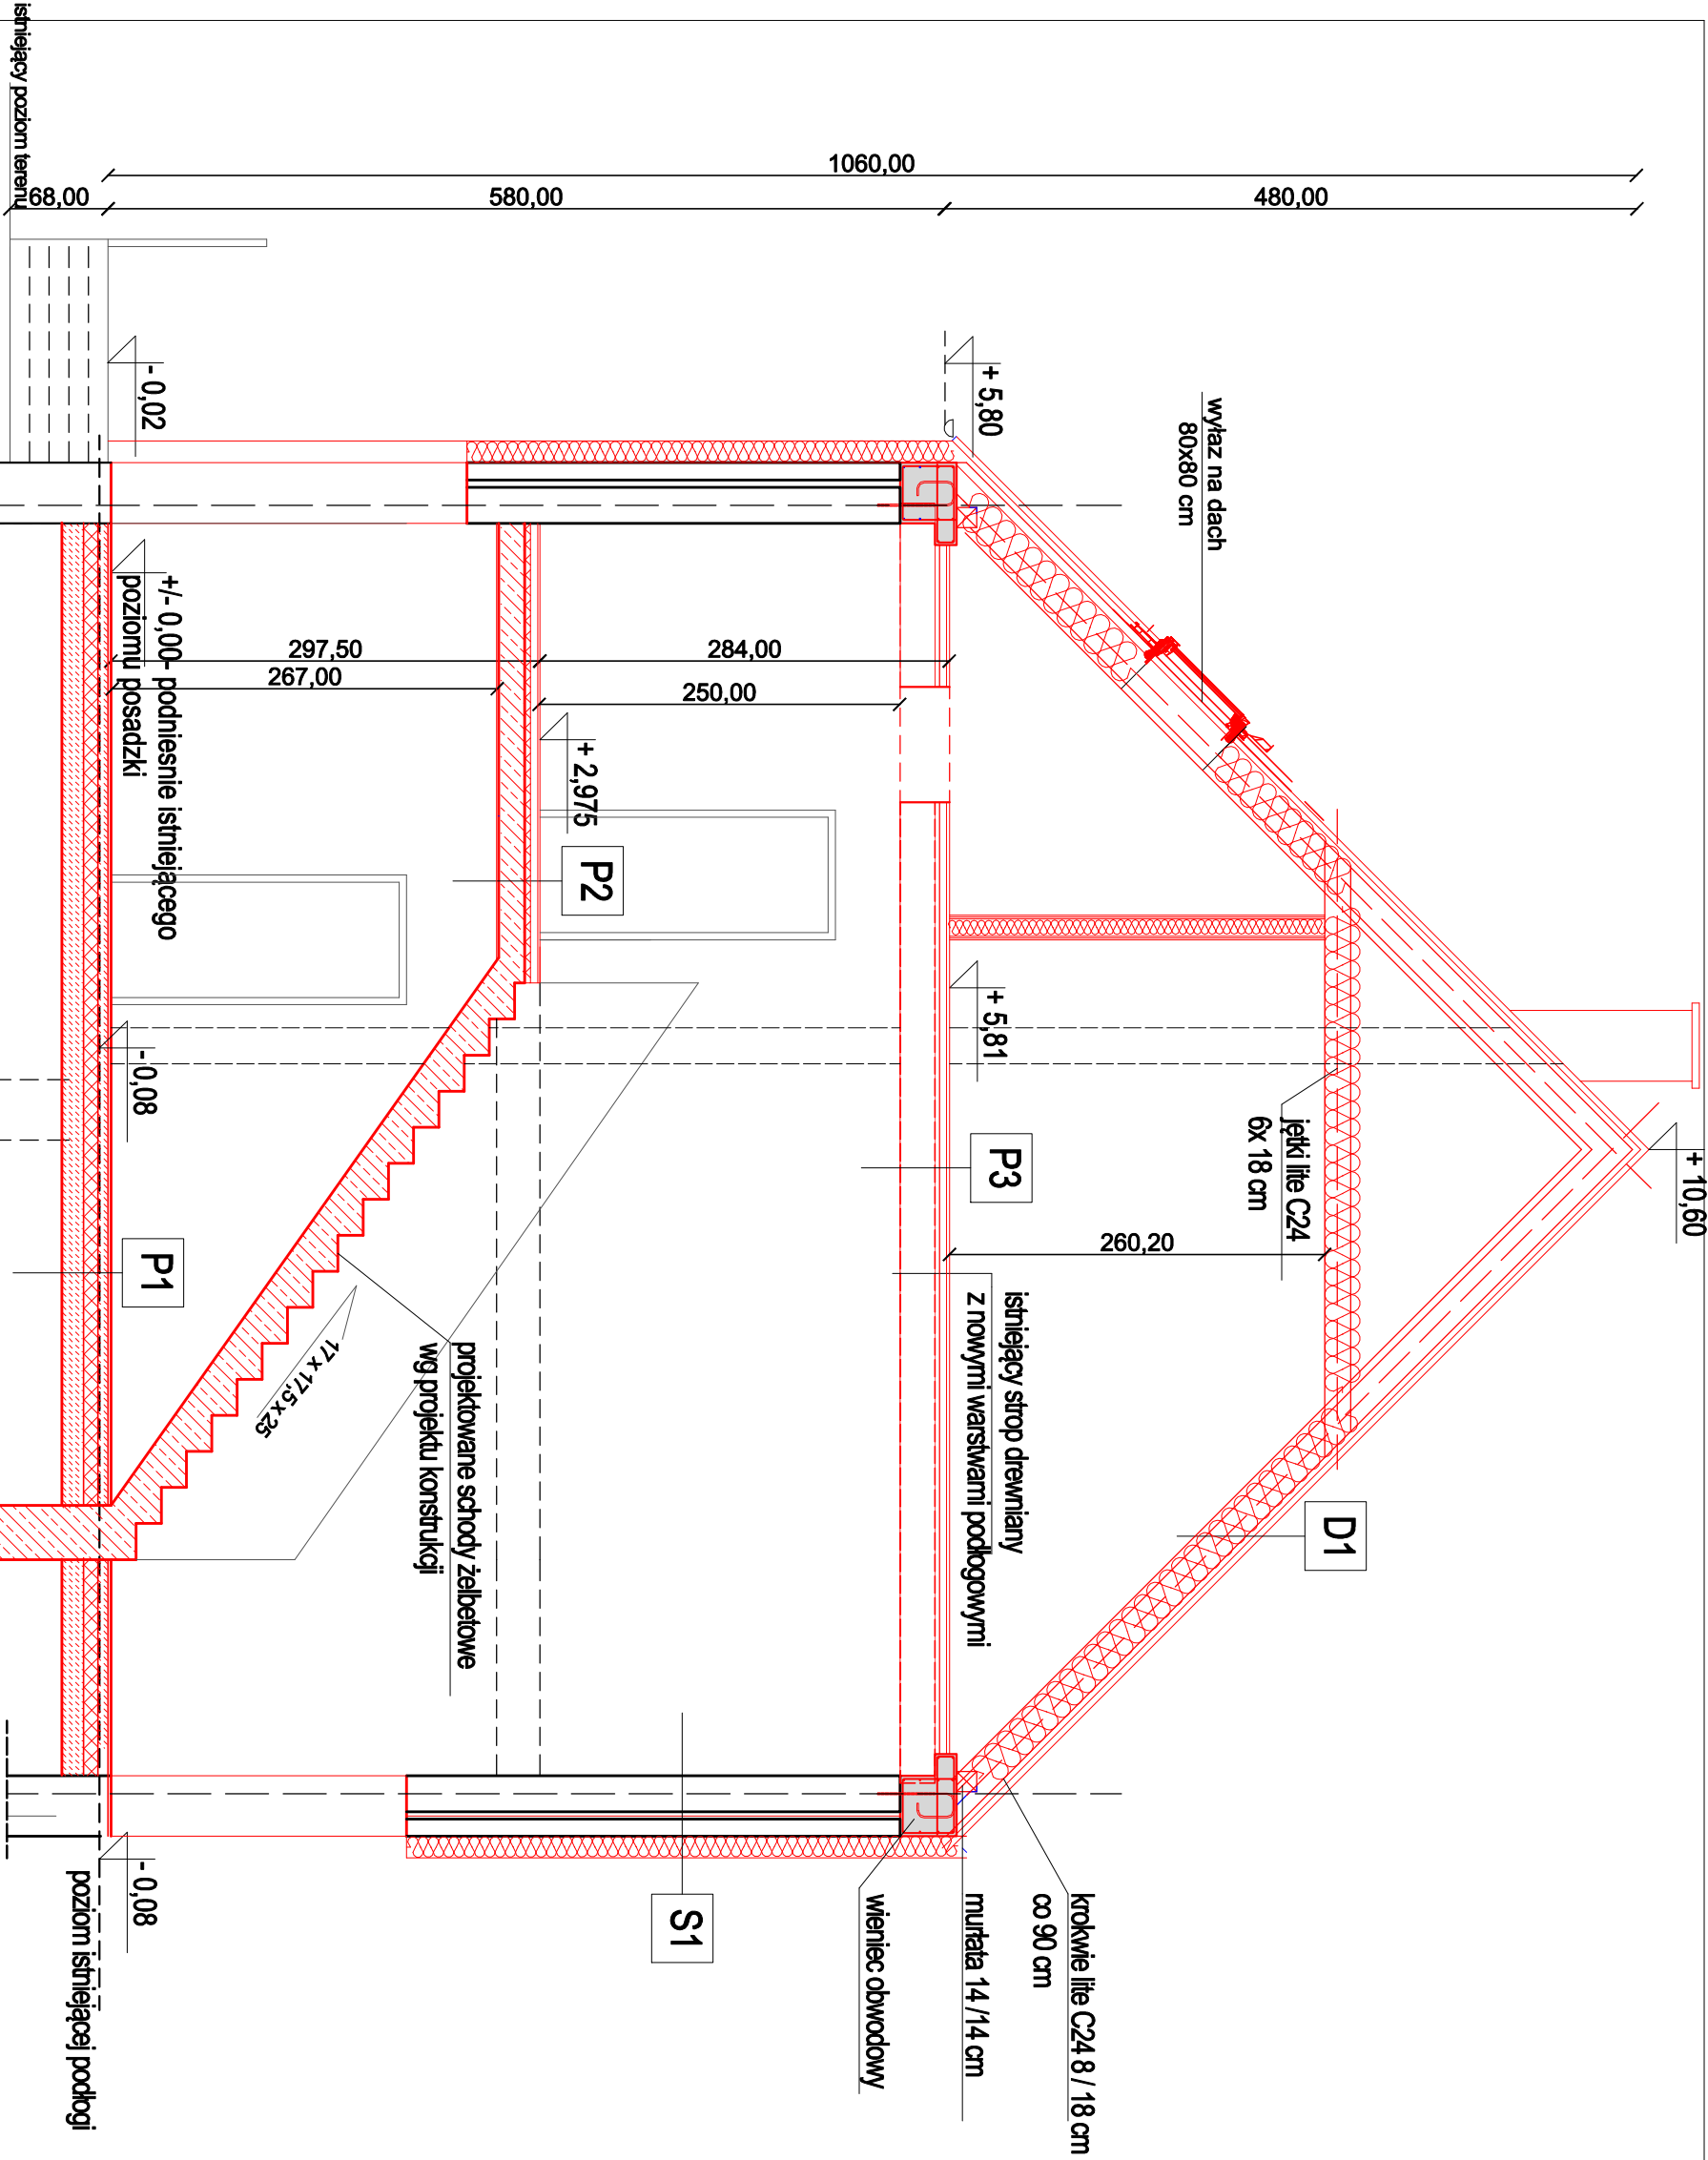 + 10,60
1060,00
480,00
580,00
68,00
istniejący poziom terenu
wyłaz na dach
80x80 cm
jętki lite C24
6x 18 cm
260,20
D1
+ 5,80
+ 5,81
P3
istniejący strop drewniany
z nowymi warstwami podłogowymi
krokwie lite C24 8 / 18 cm
co 90 cm
murłata 14 /14 cm
wieniec obwodowy
284,00
250,00
S1
+ 2,975
P2
297,50
267,00
projektowane schody żelbetowe
wg projektu konstrukcji
17 x 17,5 x 25
- 0,02
+/- 0,00- podniesnie istniejącego
poziomu posadzki
- 0,08
P1
- 0,08
poziom istniejącej podłogi